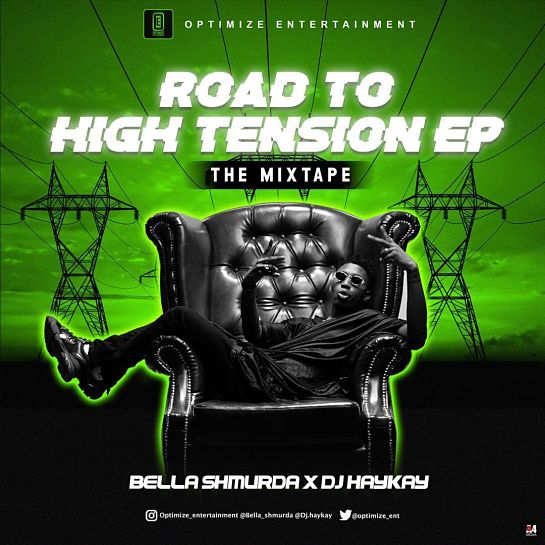 OPTIMIZE ENTERTAINMENT
ROAD TO
HIGH TENSION EP
THE MIXTAPE
BELLA SHMURDA X DJ HAYKAY
Optimize_entertainment @Bella_shmurda @Dj.haykay @optimize_ent